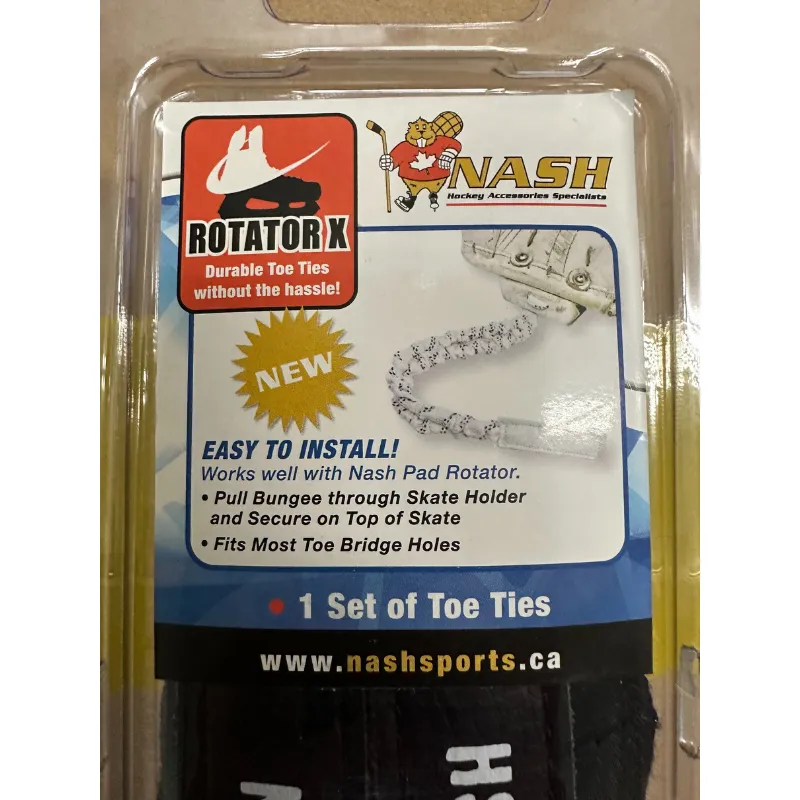 ROTATOR X
Durable Toe Ties
without the hassle!
NASH
Hockey Accessories Specialists
NEW
EASY TO INSTALL!
Works well with Nash Pad Rotator.
• Pull Bungee through Skate Holder
and Secure on Top of Skate
• Fits Most Toe Bridge Holes
• 1 Set of Toe Ties
www.nashsports.ca